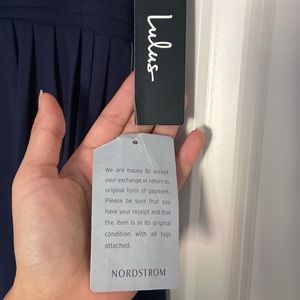 Lulus
We are happy to accept
your exchange or return to
original form of payment.
Please be sure that you
have your receipt and that
the item is in its original
condition with all tags
attached.
NORDSTROM